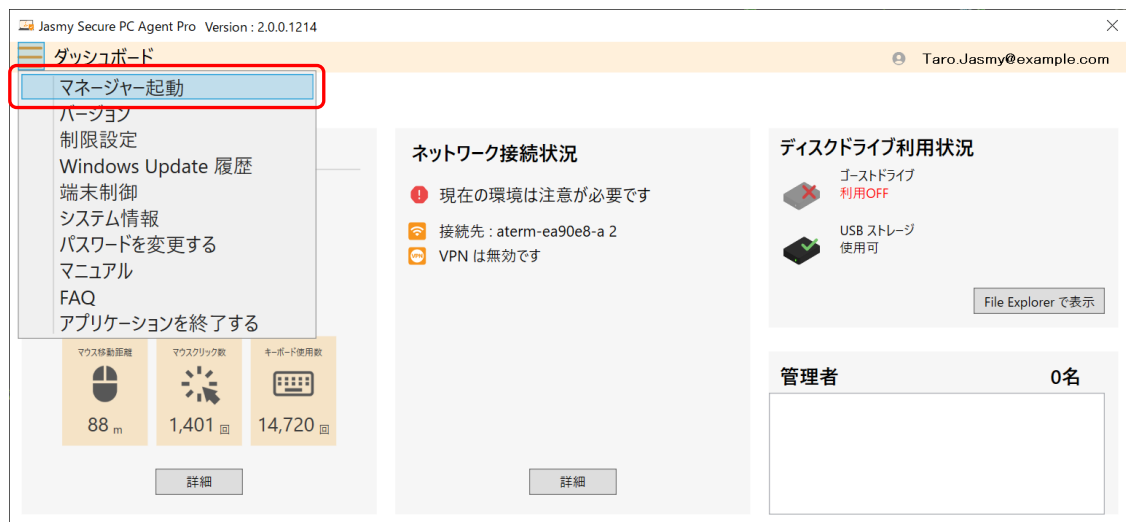 Jasmy Secure PC Agent Pro Version : 2.0.0.1214
ダッシュボード
Taro.Jasmy@example.com
マネージャー起動
バージョン
制限設定
Windows Update 履歴
端末制御
システム情報
パスワードを変更する
マニュアル
FAQ
アプリケーションを終了する
マウス移動距離
88 m
マウスクリック数
1,401 回
キーボード使用数
14,720 回
詳細
ネットワーク接続状況
現在の環境は注意が必要です
接続先 : aterm-ea90e8-a 2
VPN
VPN は無効です
詳細
ディスクドライブ利用状況
ゴーストドライブ
利用OFF
USB ストレージ
使用可
File Explorer で表示
管理者
0名